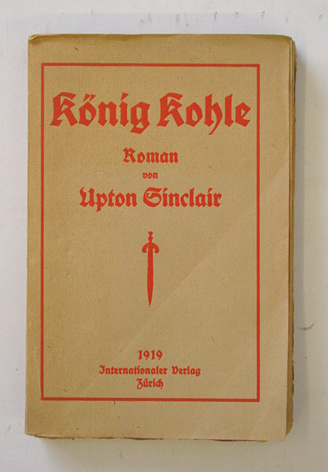 König Kohle
Roman
von
Upton Sinclair
1919
Internationaler Verlag
Zürich